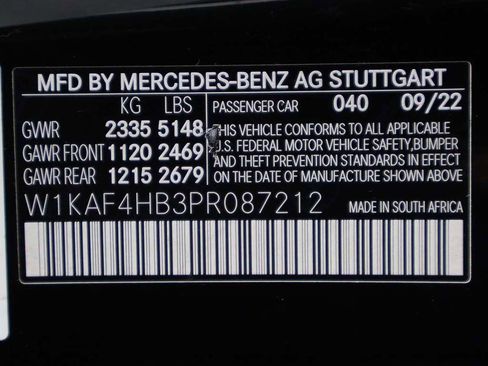 MFD BY MERCEDES-BENZ AG STUTTGART
KG LBS PASSENGER CAR 040 09/22
GVWR 2335 5148 THIS VEHICLE CONFORMS TO ALL APPLICABLE
GAWR FRONT 1120 2469 U.S. FEDERAL MOTOR VEHICLE SAFETY, BUMPER
GAWR REAR 1215 2679 AND THEFT PREVENTION STANDARDS IN EFFECT
ON THE DATE OF MANUFACTURE SHOWN ABOVE
W1KAF4HB3PR087212 MADE IN SOUTH AFRICA